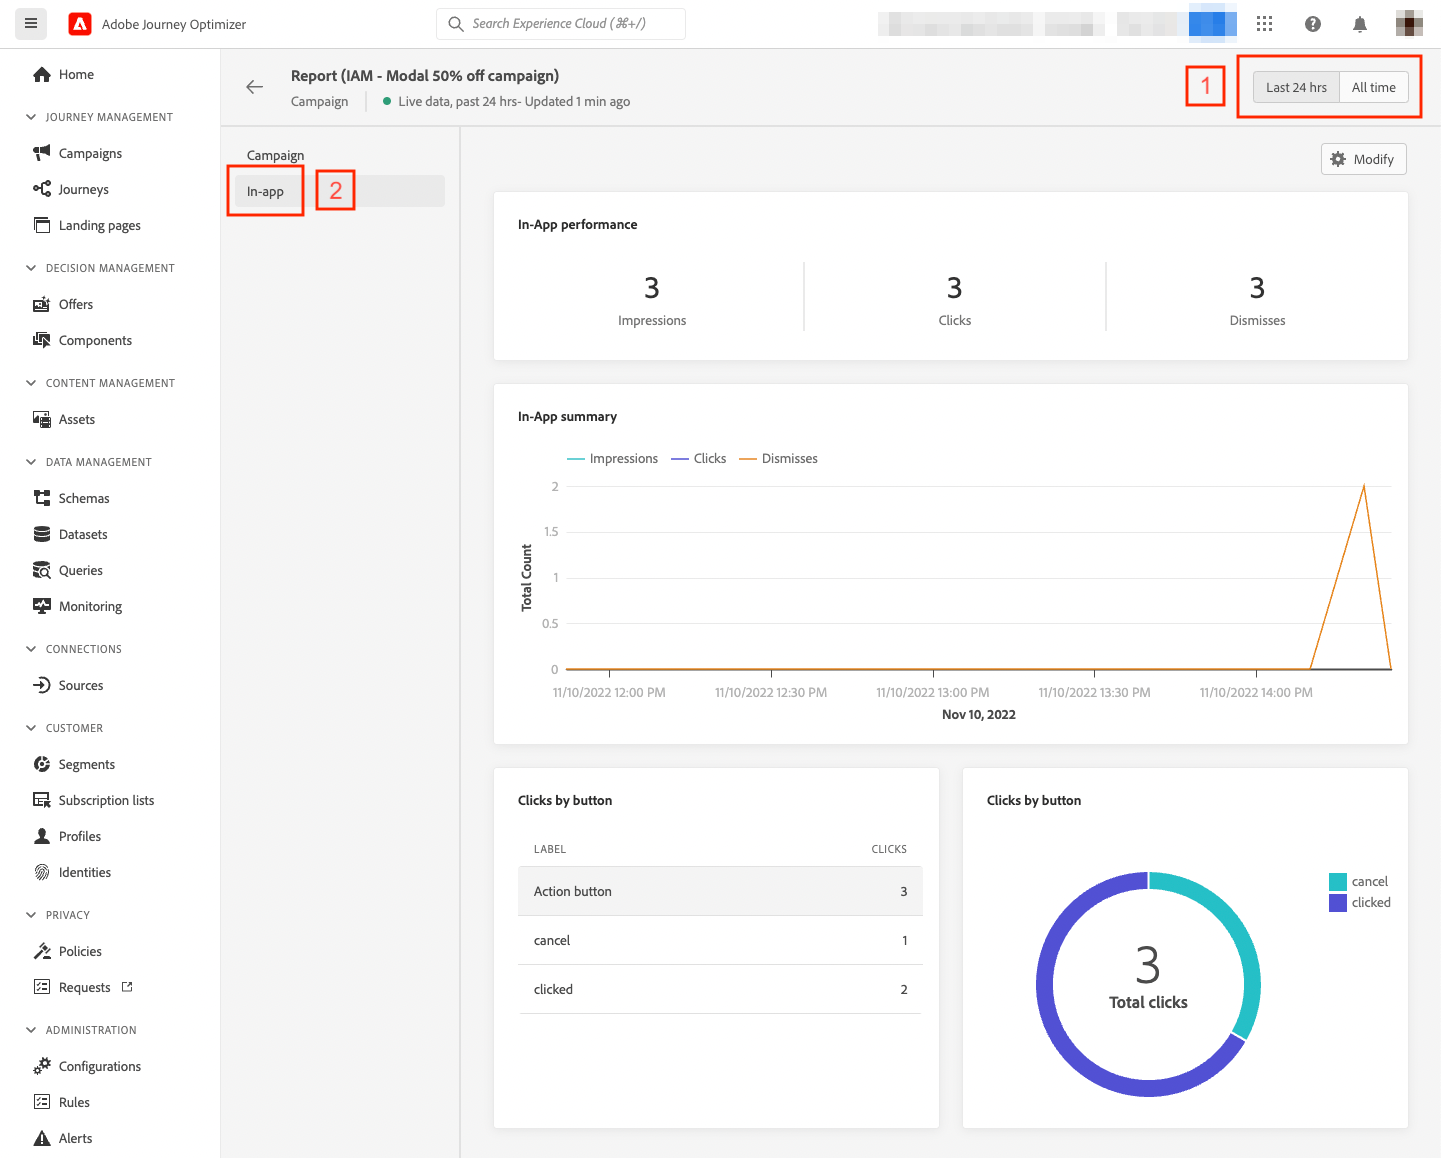 Adobe Journey Optimizer
Search Experience Cloud (⌘+/)
Home
JOURNEY MANAGEMENT
Campaigns
Journeys
Landing pages
DECISION MANAGEMENT
Offers
Components
CONTENT MANAGEMENT
Assets
DATA MANAGEMENT
Schemas
Datasets
Queries
Monitoring
CONNECTIONS
Sources
CUSTOMER
Segments
Subscription lists
Profiles
Identities
PRIVACY
Policies
Requests
ADMINISTRATION
Configurations
Rules
Alerts
Report (IAM - Modal 50% off campaign)
Campaign
Live data, past 24 hrs- Updated 1 min ago
1
Last 24 hrs
All time
Campaign
In-app
2
Modify
In-App performance
3
Impressions
3
Clicks
3
Dismisses
In-App summary
Impressions
Clicks
Dismisses
Total Count
2
1.5
1
0.5
0
11/10/2022 12:00 PM
11/10/2022 12:30 PM
11/10/2022 13:00 PM
11/10/2022 13:30 PM
11/10/2022 14:00 PM
Nov 10, 2022
Clicks by button
LABEL CLICKS
Action button 3
cancel 1
clicked 2
Clicks by button
cancel
clicked
3
Total clicks